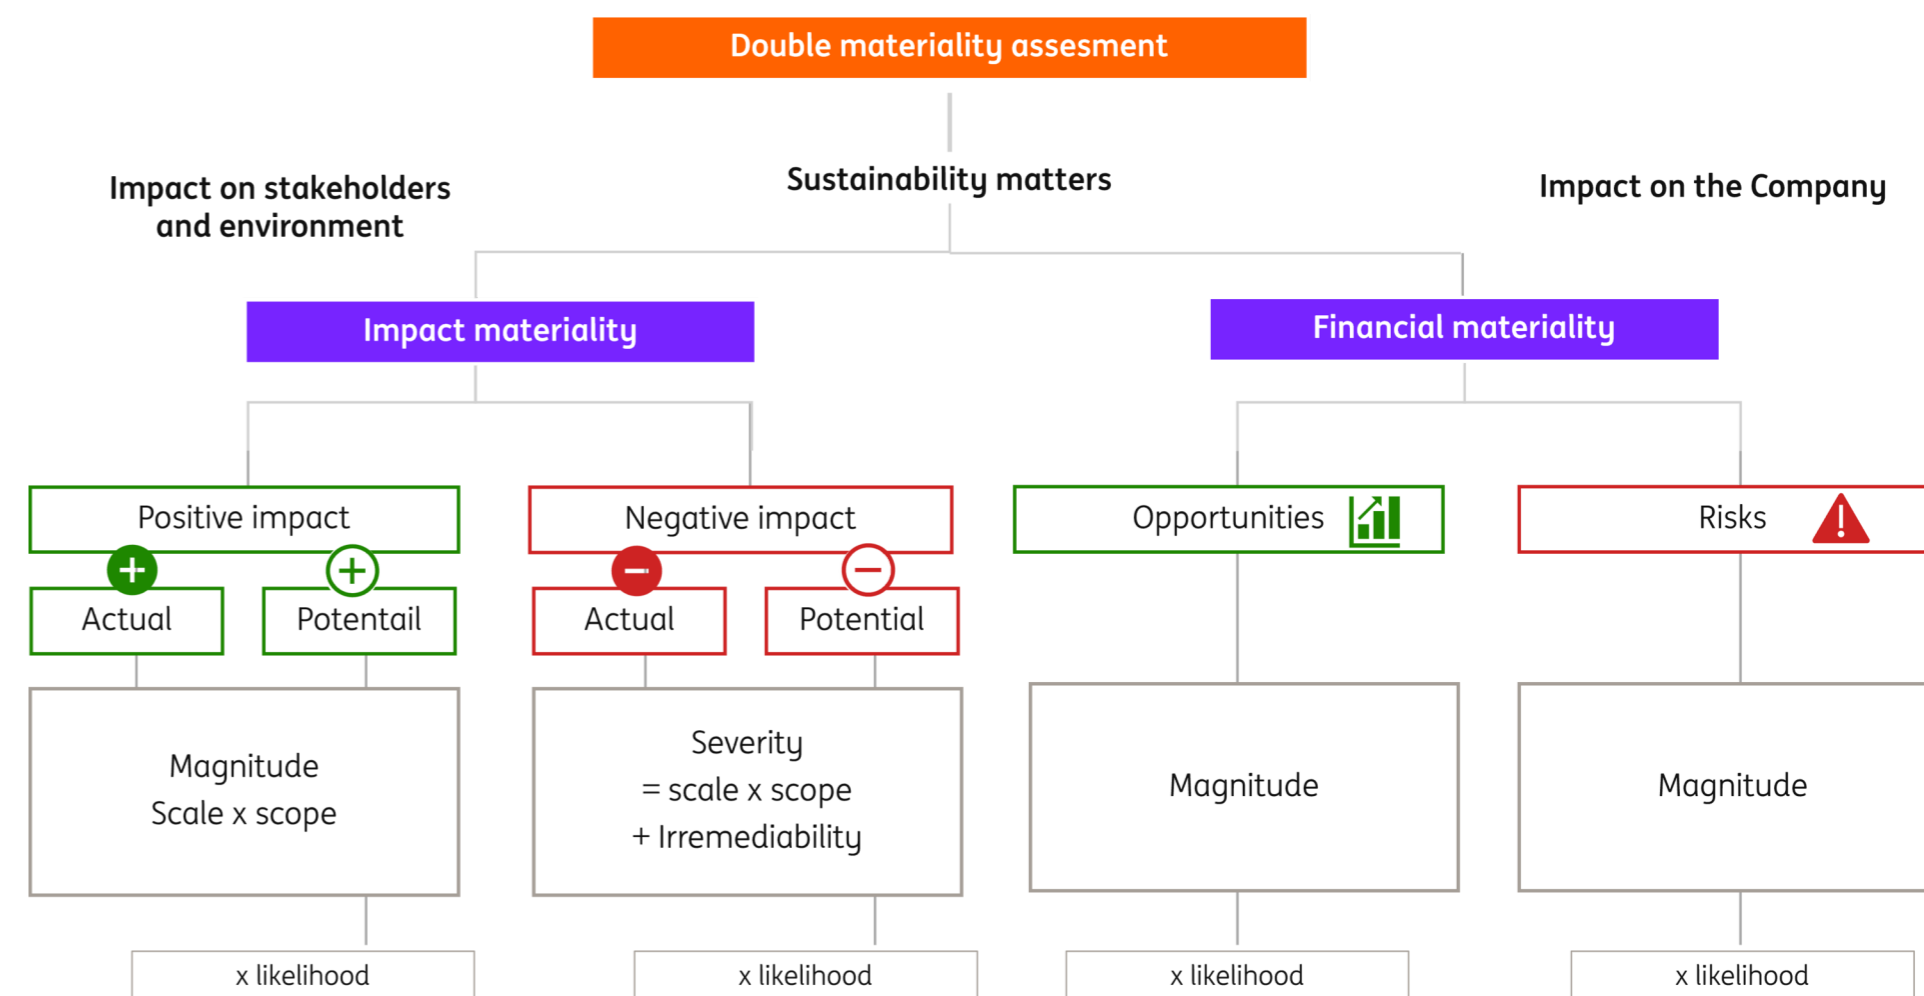 Double materiality assesment
Impact on stakeholders
and environment
Sustainability matters
Impact on the Company
Impact materiality
Financial materiality
Positive impact
Negative impact
Opportunities
Risks
Actual
Potentail
Actual
Potential
Magnitude
Scale x scope
Severity
= scale x scope
+ Irremediability
Magnitude
Magnitude
x likelihood
x likelihood
x likelihood
x likelihood